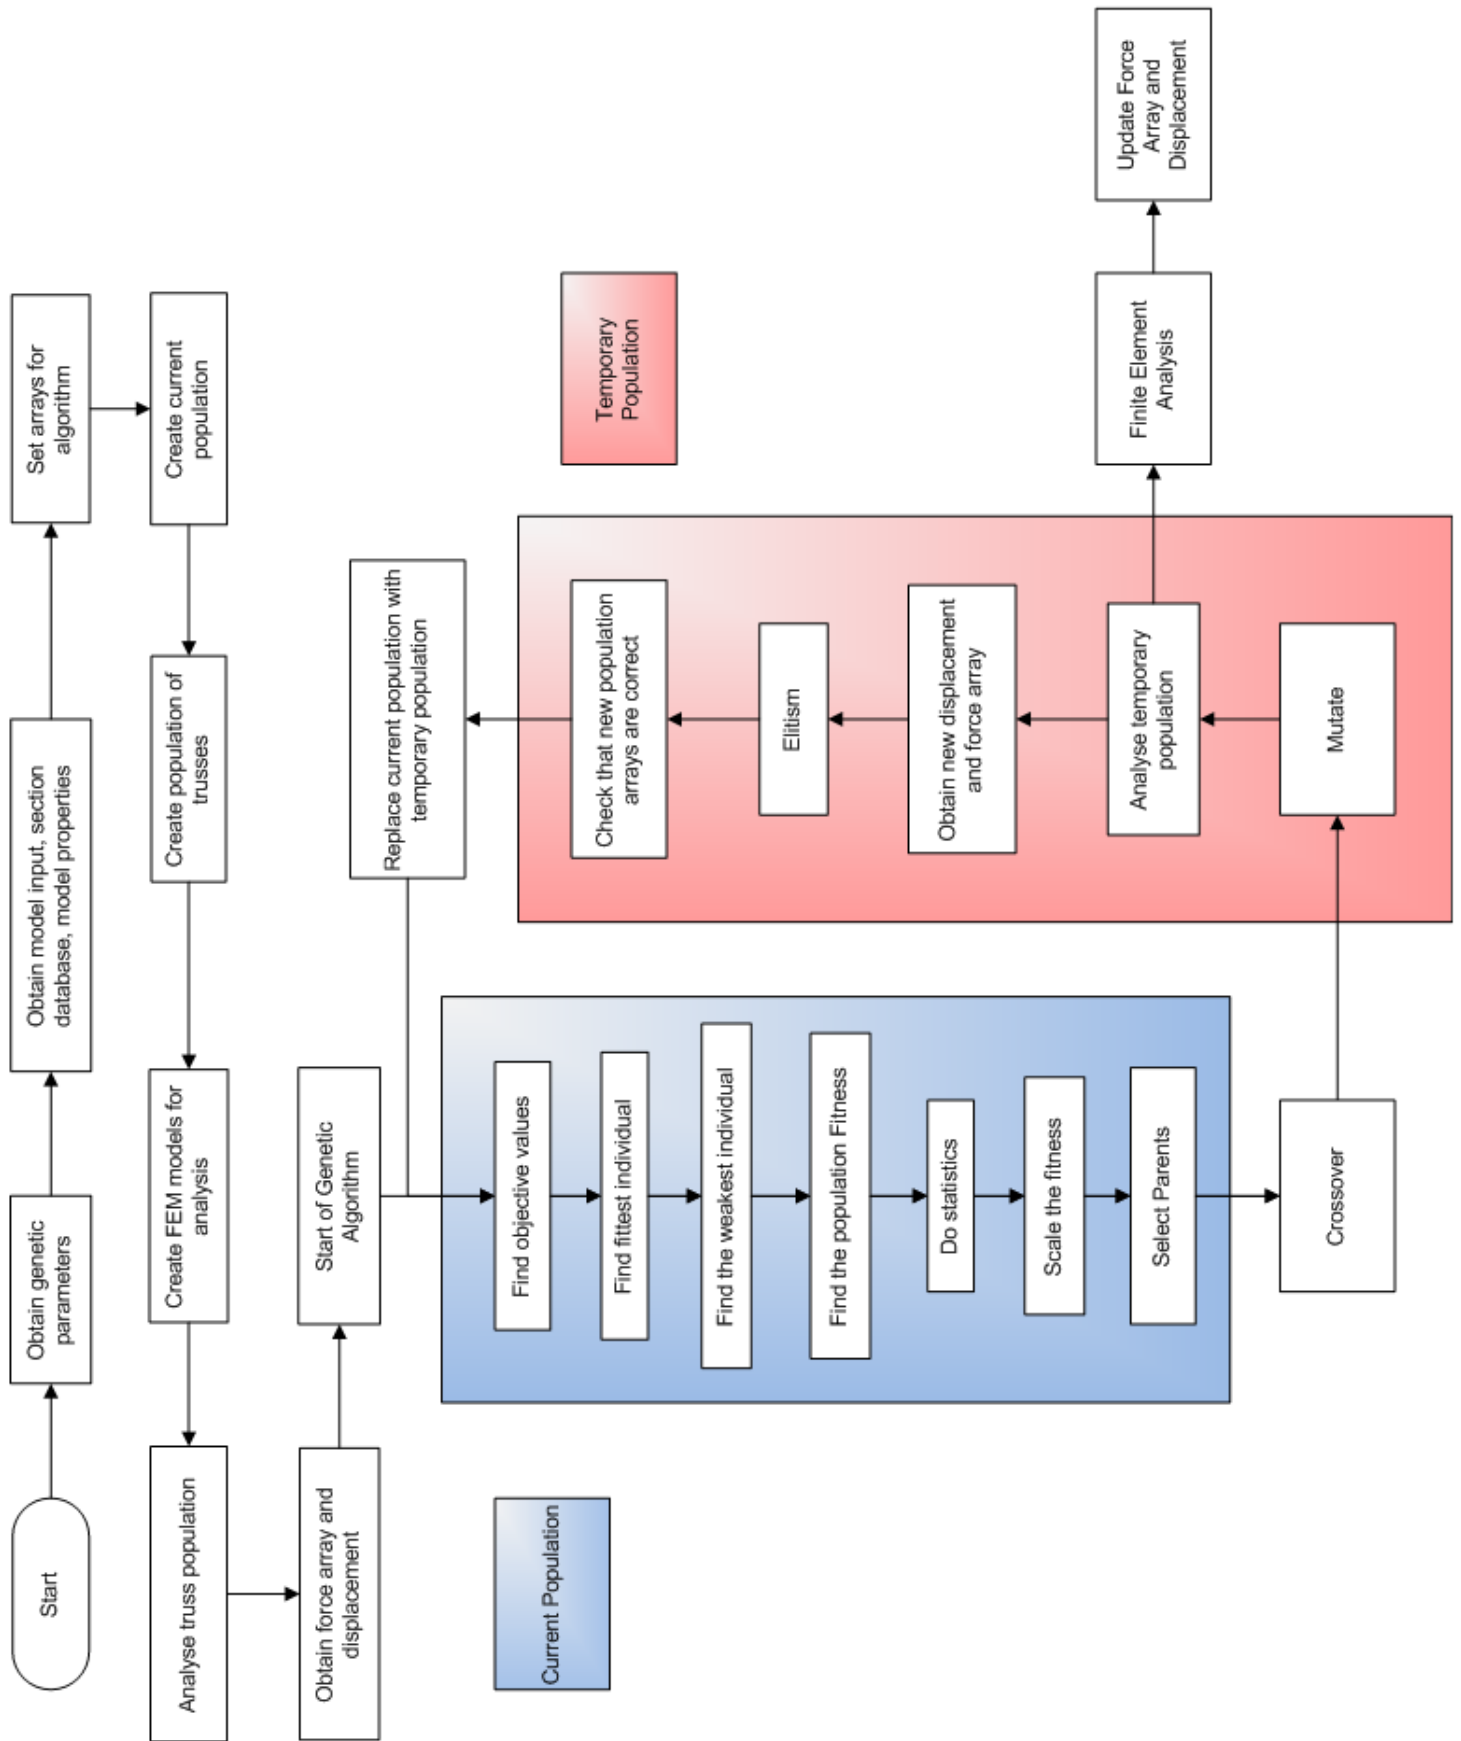 Start
Obtain genetic
parameters
Obtain model input, section
database, model properties
Set arrays for
algorithm
Create current
population
Create population of
trusses
Create FEM models for
analysis
Analyse truss population
Obtain force array and
displacement
Start of Genetic
Algorithm
Current Population
Find objective values
Find fittest individual
Find the weakest individual
Find the population Fitness
Do statistics
Scale the fitness
Select Parents
Crossover
Mutate
Analyse temporary
population
Finite Element
Analysis
Update Force
Array and
Displacement
Obtain new displacement
and force array
Elitism
Check that new population
arrays are correct
Replace current population with
temporary population
Temporary
Population